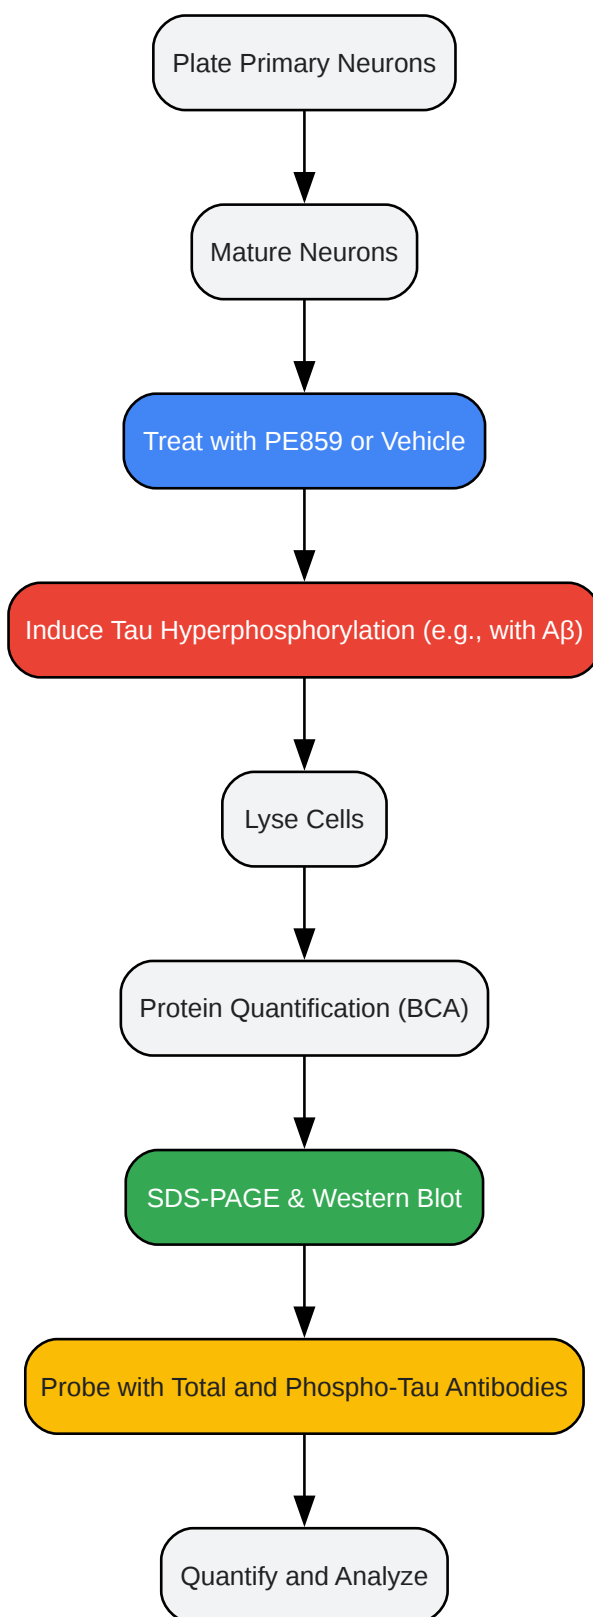 Plate Primary Neurons
Mature Neurons
Treat with PE859 or Vehicle
Induce Tau Hyperphosphorylation (e.g., with Aβ)
Lyse Cells
Protein Quantification (BCA)
SDS-PAGE & Western Blot
Probe with Total and Phospho-Tau Antibodies
Quantify and Analyze